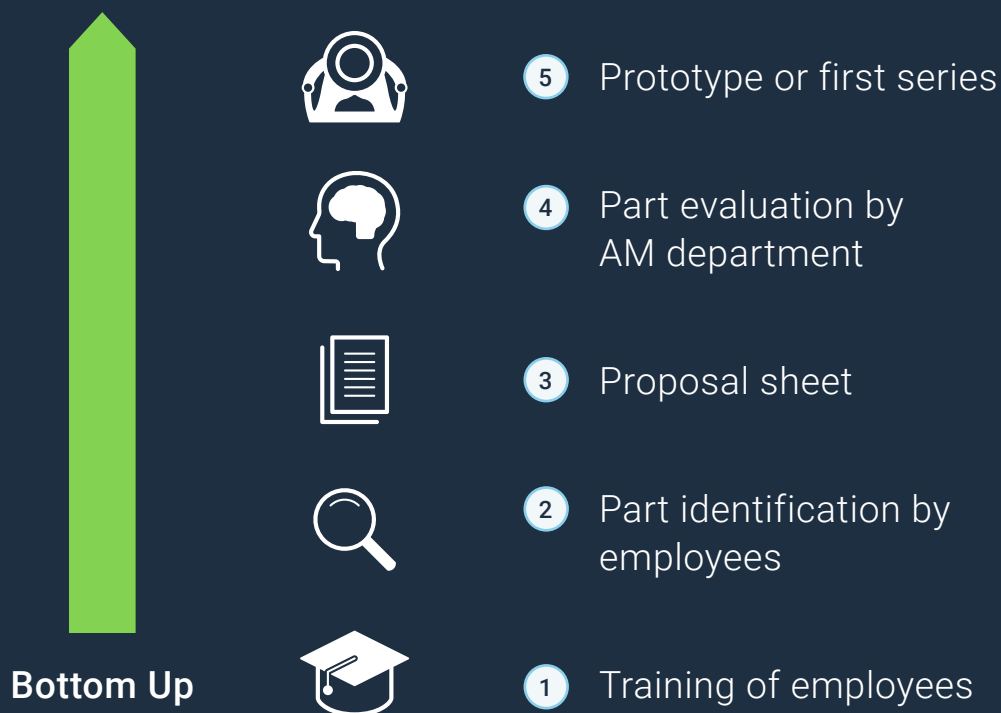 5 Prototype or first series
4 Part evaluation by
AM department
3 Proposal sheet
2 Part identification by
employees
Bottom Up
1 Training of employees